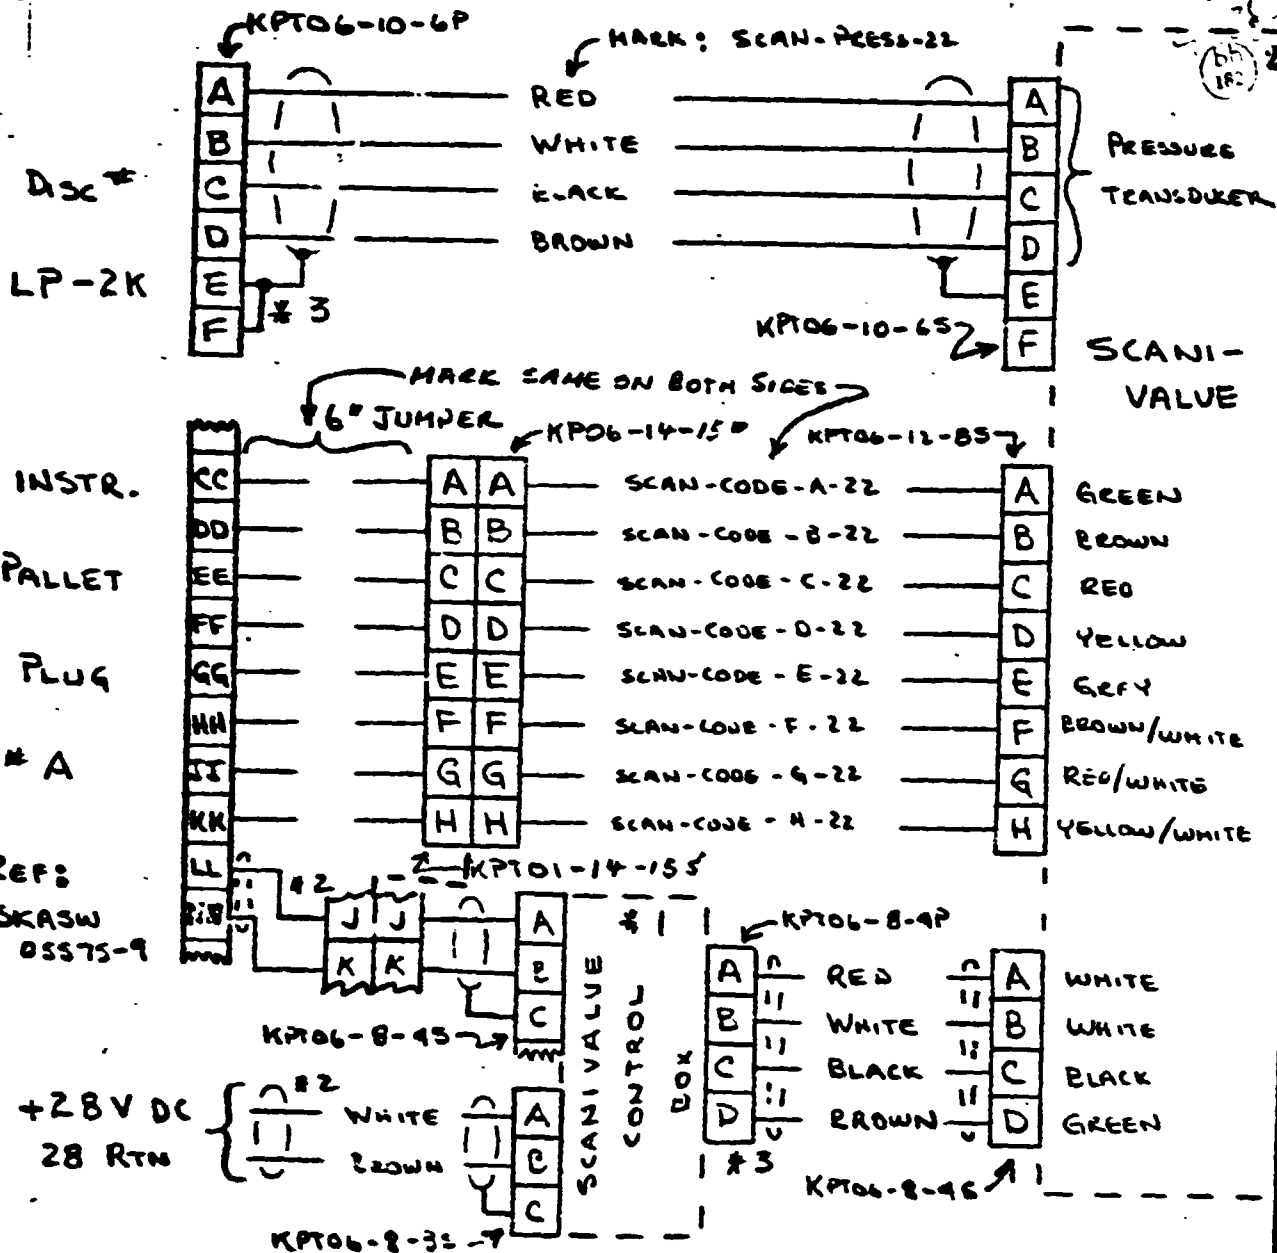 KPT06-10-6P
MARK: SCAN-PRESS-22
A RED A
B WHITE B
C BLACK C
D BROWN D
E E
F F
PRESSURE
TRANSDUKER
DISC #
LP-2K
* 3
KPT06-10-6S
SCANI-
VALUE
MARK SAME ON BOTH SIDES
6" JUMPER
KP06-14-15P
KPT06-12-8S
INSTR.
PALLET
PLUG
# A
CC A A SCAN-CODE-A-22 A GREEN
DD B B SCAN-CODE-B-22 B BROWN
EE C C SCAN-CODE-C-22 C RED
FF D D SCAN-CODE-D-22 D YELLOW
GG E E SCAN-CODE-E-22 E GREY
HH F F SCAN-CODE-F-22 F BROWN/WHITE
JJ G G SCAN-CODE-G-22 G RED/WHITE
KK H H SCAN-CODE-H-22 H YELLOW/WHITE
LL
KPT01-14-15S
REF:
SKASW
05575-9
*2
J J A
K K B
C
KPT06-8-4S
SCANIVALUE
CONTROL
BOX
* 1
KPT06-8-4P
A RED A WHITE
B WHITE B WHITE
C BLACK C BLACK
D BROWN D GREEN
*3
KPT06-8-4S
+28V DC
28 RTN
*2
WHITE A
BROWN B
C
KPT06-8-3S